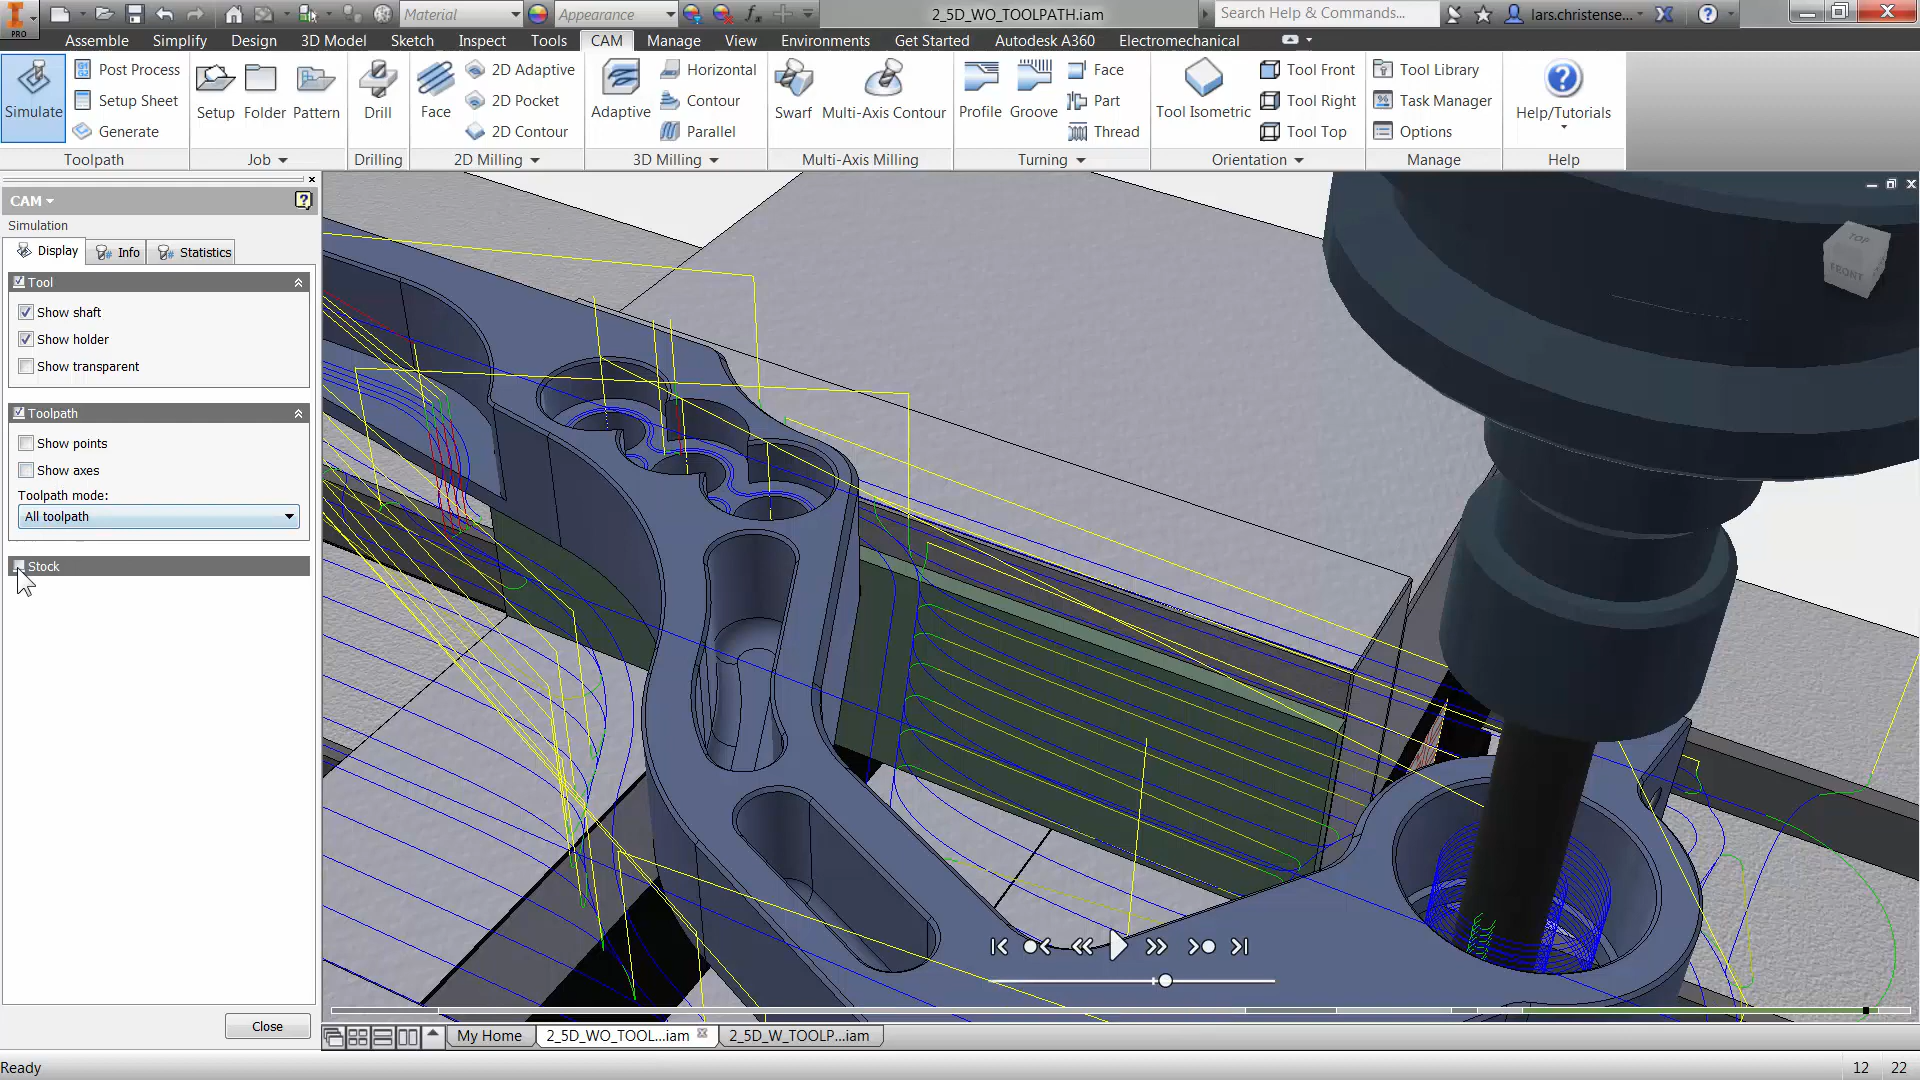 Material
Appearance
2_5D_WO_TOOLPATH.iam
Search Help & Commands...
lars.christense...
PRO
Assembly Simplify Design 3D Model Sketch Inspect Tools CAM Manage View Environments Get Started Autodesk A360 Electromechanical
Simulate
Post Process
Setup Sheet
Generate
Toolpath
Setup Folder Pattern
Job
Drill
Drilling
Face
2D Adaptive
2D Pocket
2D Contour
2D Milling
Adaptive
Horizontal
Contour
Parallel
3D Milling
Swarf Multi-Axis Contour
Multi-Axis Milling
Profile Groove
Face
Part
Thread
Turning
Tool Isometric
Tool Front
Tool Right
Tool Top
Orientation
Tool Library
Task Manager
Options
Manage
Help/Tutorials
Help
CAM
Simulation
Display Info Statistics
Tool
Show shaft
Show holder
Show transparent
Toolpath
Show points
Show axes
Toolpath mode:
All toolpath
Stock
Close
TOP
FRONT
My Home 2_5D_WO_TOOL...iam 2_5D_W_TOOLP...iam
Ready
12 22